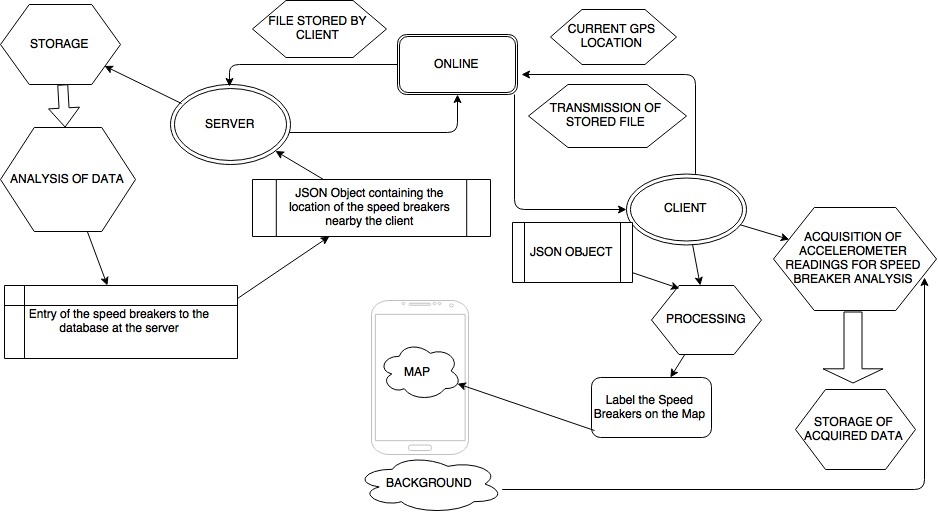 FILE STORED BY
CLIENT
CURRENT GPS
LOCATION
STORAGE
ONLINE
TRANSMISSION OF
STORED FILE
SERVER
ANALYSIS OF DATA
JSON Object containing the
location of the speed breakers
nearby the client
CLIENT
JSON OBJECT
ACQUISITION OF
ACCELEROMETER
READINGS FOR SPEED
BREAKER ANALYSIS
Entry of the speed breakers to the
database at the server
PROCESSING
MAP
Label the Speed
Breakers on the Map
STORAGE OF
ACQUIRED DATA
BACKGROUND